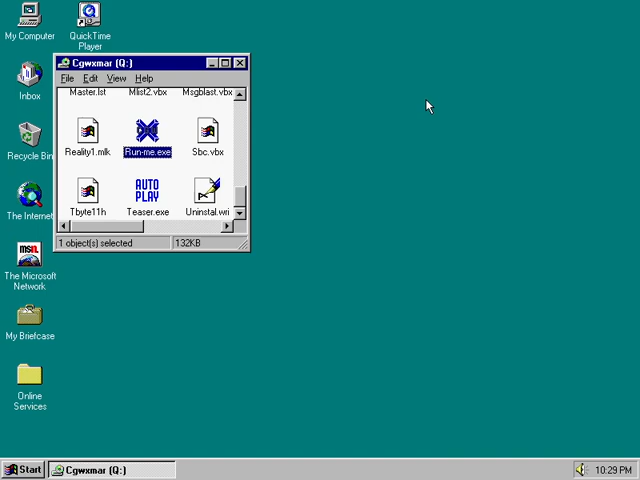 My Computer
QuickTime
Player
Inbox
Recycle Bin
The Internet
msn
The Microsoft
Network
My Briefcase
Online
Services
Cgwxmar (Q:)
File Edit View Help
Master.lst Mlist2.vbx Msgblast.vbx
Reality1.mlk Run-me.exe Sbc.vbx
AUTO
PLAY
Tbyte11h Teaser.exe Uninstal.wri
1 object(s) selected 132KB
Start Cgwxmar (Q:) 10:29 PM